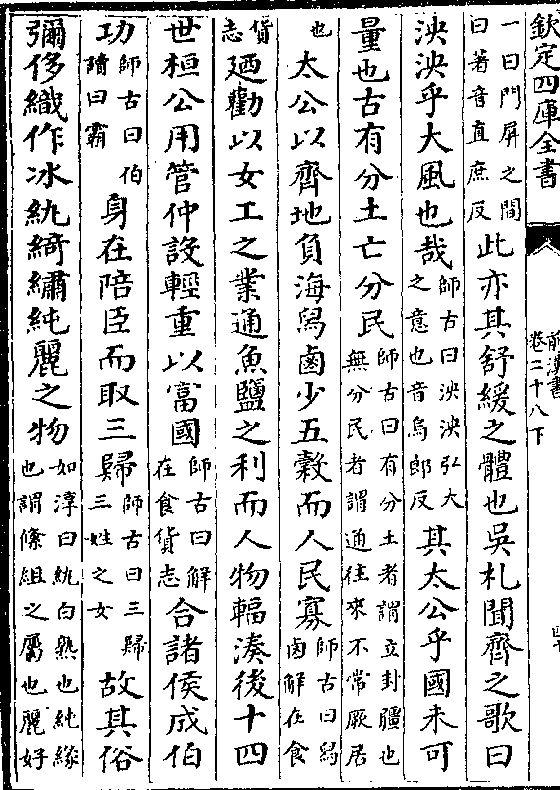 欽定四庫全書
前漢書
卷二十八下
一曰門屏之間
曰著音直庶反
此亦其舒緩之體也吳札聞齊之歌曰
泱泱乎大風也哉
師古曰泱泱弘大
之意也音烏郎反
其太公乎國未可
量也古有分土亡分民
師古曰有分土者謂立封疆也
無分民者謂通往來不常厥居
也
太公以齊地負海舄鹵少五穀而人民寡
師古曰舄
鹵解在食
貨
志
廼勸以女工之業通魚鹽之利而人物輻湊後十四
世桓公用管仲設輕重以富國
師古曰解
在食貨志
合諸侯成伯
功
師古曰伯
讀曰霸
身在陪臣而取三歸
師古曰三歸
三姓之女
故其俗
彌侈織作冰紈綺繡純麗之物
如淳曰紈白熟也純緣
也謂絛組之屬也麗好